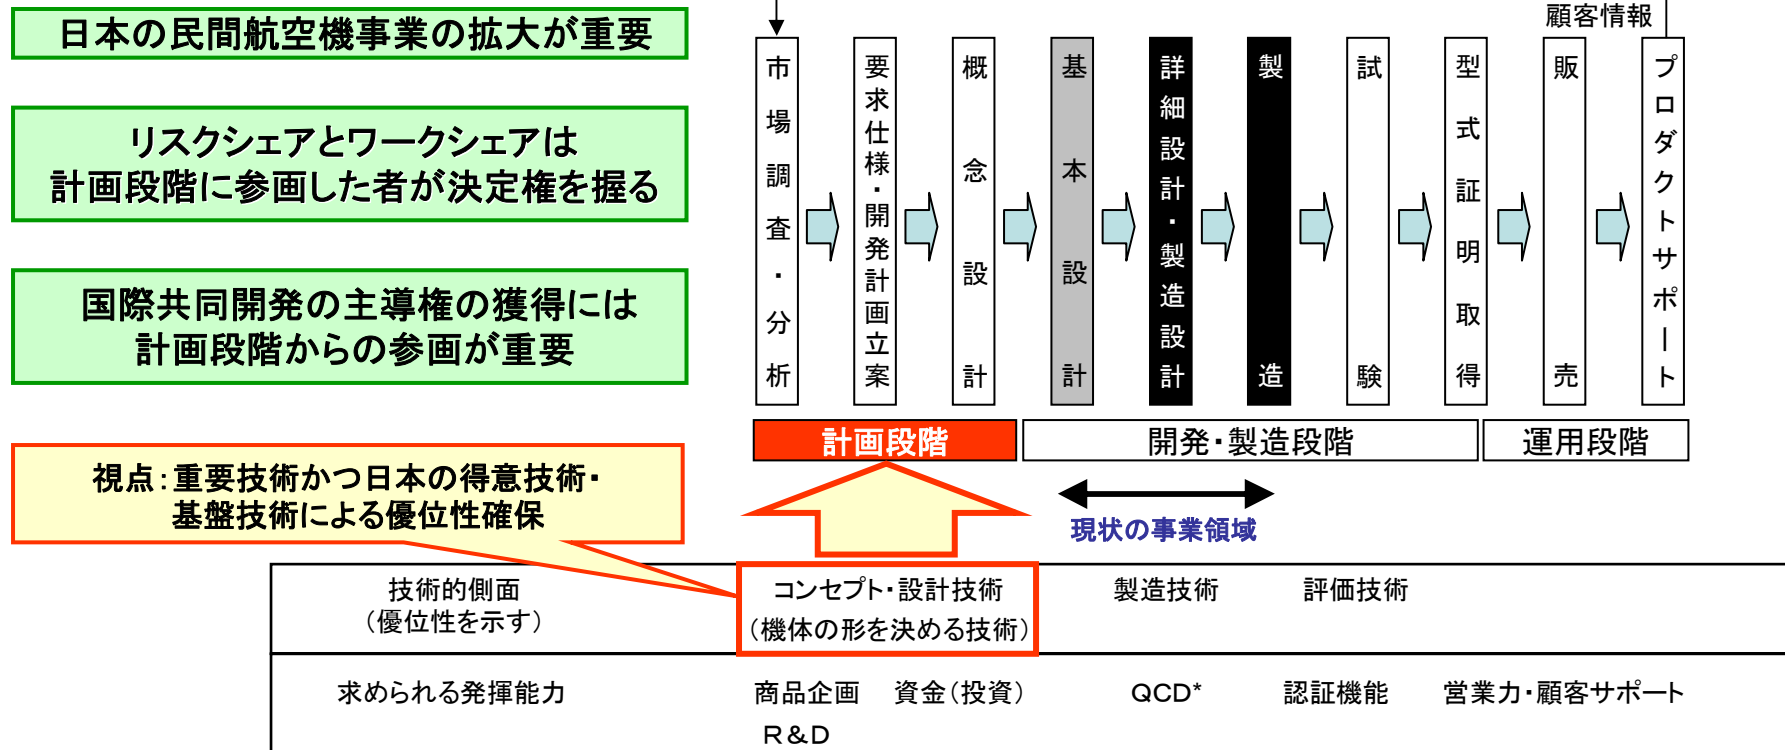 日本の民間航空機事業の拡大が重要
リスクシェアとワークシェアは
計画段階に参画した者が決定権を握る
国際共同開発の主導権の獲得には
計画段階からの参画が重要
視点：重要技術かつ日本の得意技術・
基盤技術による優位性確保
顧客情報
市場調査・分析
要求仕様・開発計画立案
概念設計
基本設計
詳細設計・製造設計
製造
試験
型式証明取得
販売
プロダクトサポート
計画段階
開発・製造段階
運用段階
現状の事業領域
技術的側面
（優位性を示す）
コンセプト・設計技術
（機体の形を決める技術）
製造技術
評価技術
求められる発揮能力
商品企画
資金（投資）
QCD*
認証機能
営業力・顧客サポート
Ｒ＆Ｄ